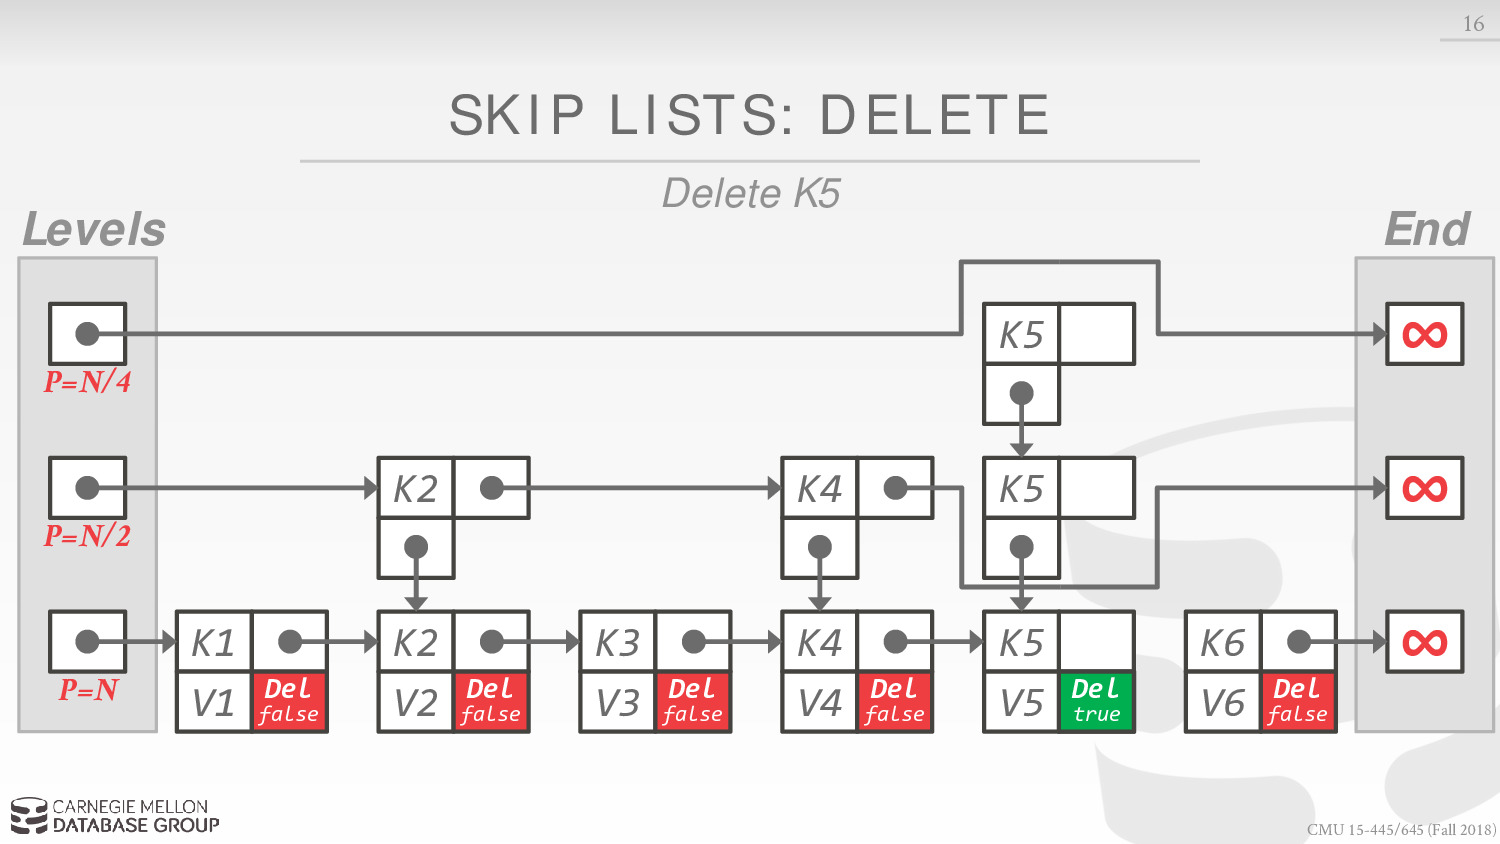 16
SKIP LISTS: DELETE
Delete K5
Levels
End
K5
∞
P=N/4
K2
K4
K5
∞
P=N/2
K1
K2
K3
K4
K5
K6
∞
P=N
V1
Del
false
V2
Del
false
V3
Del
false
V4
Del
false
V5
Del
true
V6
Del
false
CARNEGIE MELLON
DATABASE GROUP
CMU 15-445/645 (Fall 2018)